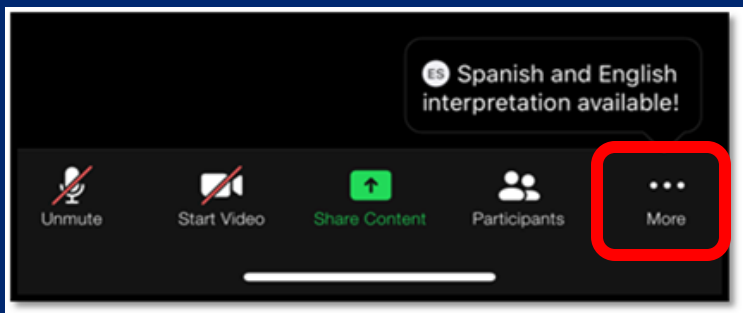 ES Spanish and English
interpretation available!
Unmute Start Video Share Content Participants More